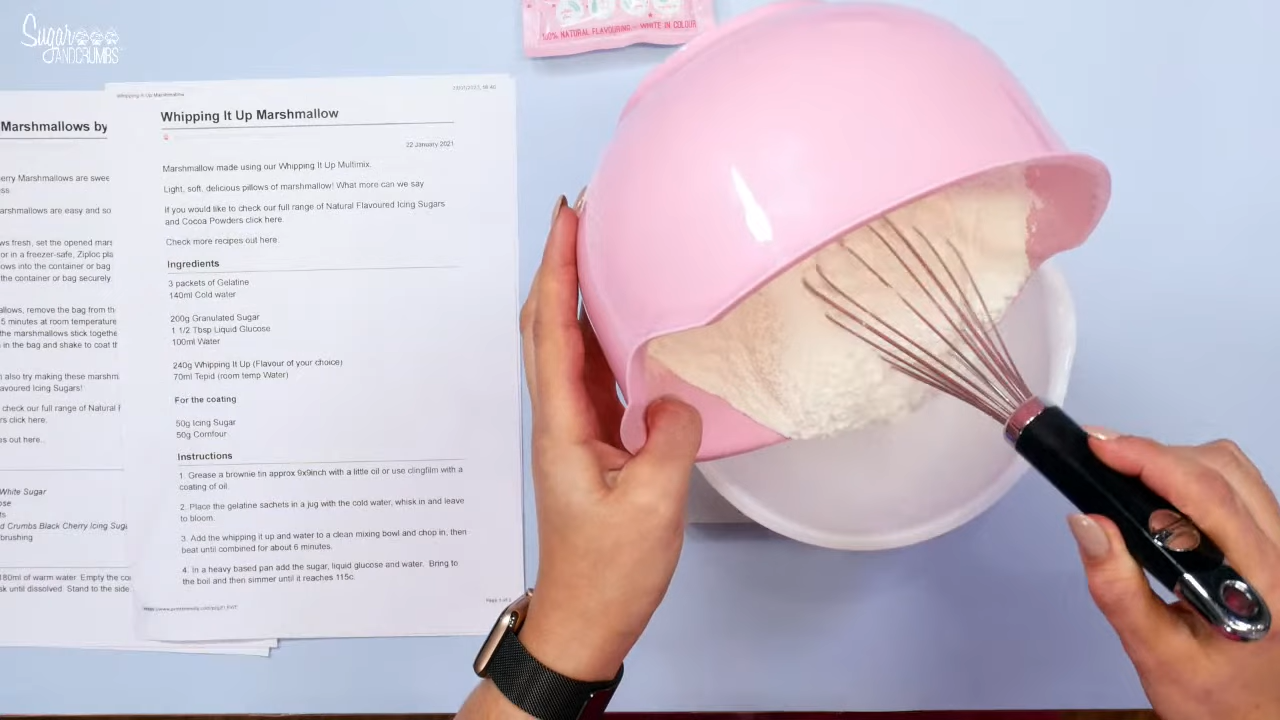 Sugar
ANDCRUMBS
100% NATURAL FLAVOURING - WHITE IN COLOUR
Marshmallows by
erry Marshmallows are swee
ess.
arshmallows are easy and so
ws fresh, set the opened mars
or in a freezer-safe, Ziploc pla
ows into the container or bag
the container or bag securely
allows, remove the bag from th
5 minutes at room temperature
the marshmallows stick togethe
in the bag and shake to coat th
also try making these marshm
avoured Icing Sugars!
check our full range of Natural F
rs click here.
es out here..
White Sugar
ose
ts
d Crumbs Black Cherry Icing Suga
brushing
180ml of warm water. Empty the co
sk until dissolved. Stand to the side.
Whipping It Up Marshmallow
Whipping It Up Marshmallow
22 January 2021
Marshmallow made using our Whipping It Up Multimix.
Light, soft, delicious pillows of marshmallow! What more can we say
If you would like to check our full range of Natural Flavoured Icing Sugars
and Cocoa Powders click here.
Check more recipes out here.
Ingredients
3 packets of Gelatine
140ml Cold water
200g Granulated Sugar
1 1/2 Tbsp Liquid Glucose
100ml Water
240g Whipping It Up (Flavour of your choice)
70ml Tepid (room temp Water)
For the coating
50g Icing Sugar
50g Cornfour
Instructions
1. Grease a brownie tin approx 9x9inch with a little oil or use clingfilm with a
coating of oil.
2. Place the gelatine sachets in a jug with the cold water, whisk in and leave
to bloom.
3. Add the whipping it up and water to a clean mixing bowl and chop in, then
beat until combined for about 6 minutes.
4. In a heavy based pan add the sugar, liquid glucose and water. Bring to
the boil and then simmer until it reaches 115c.